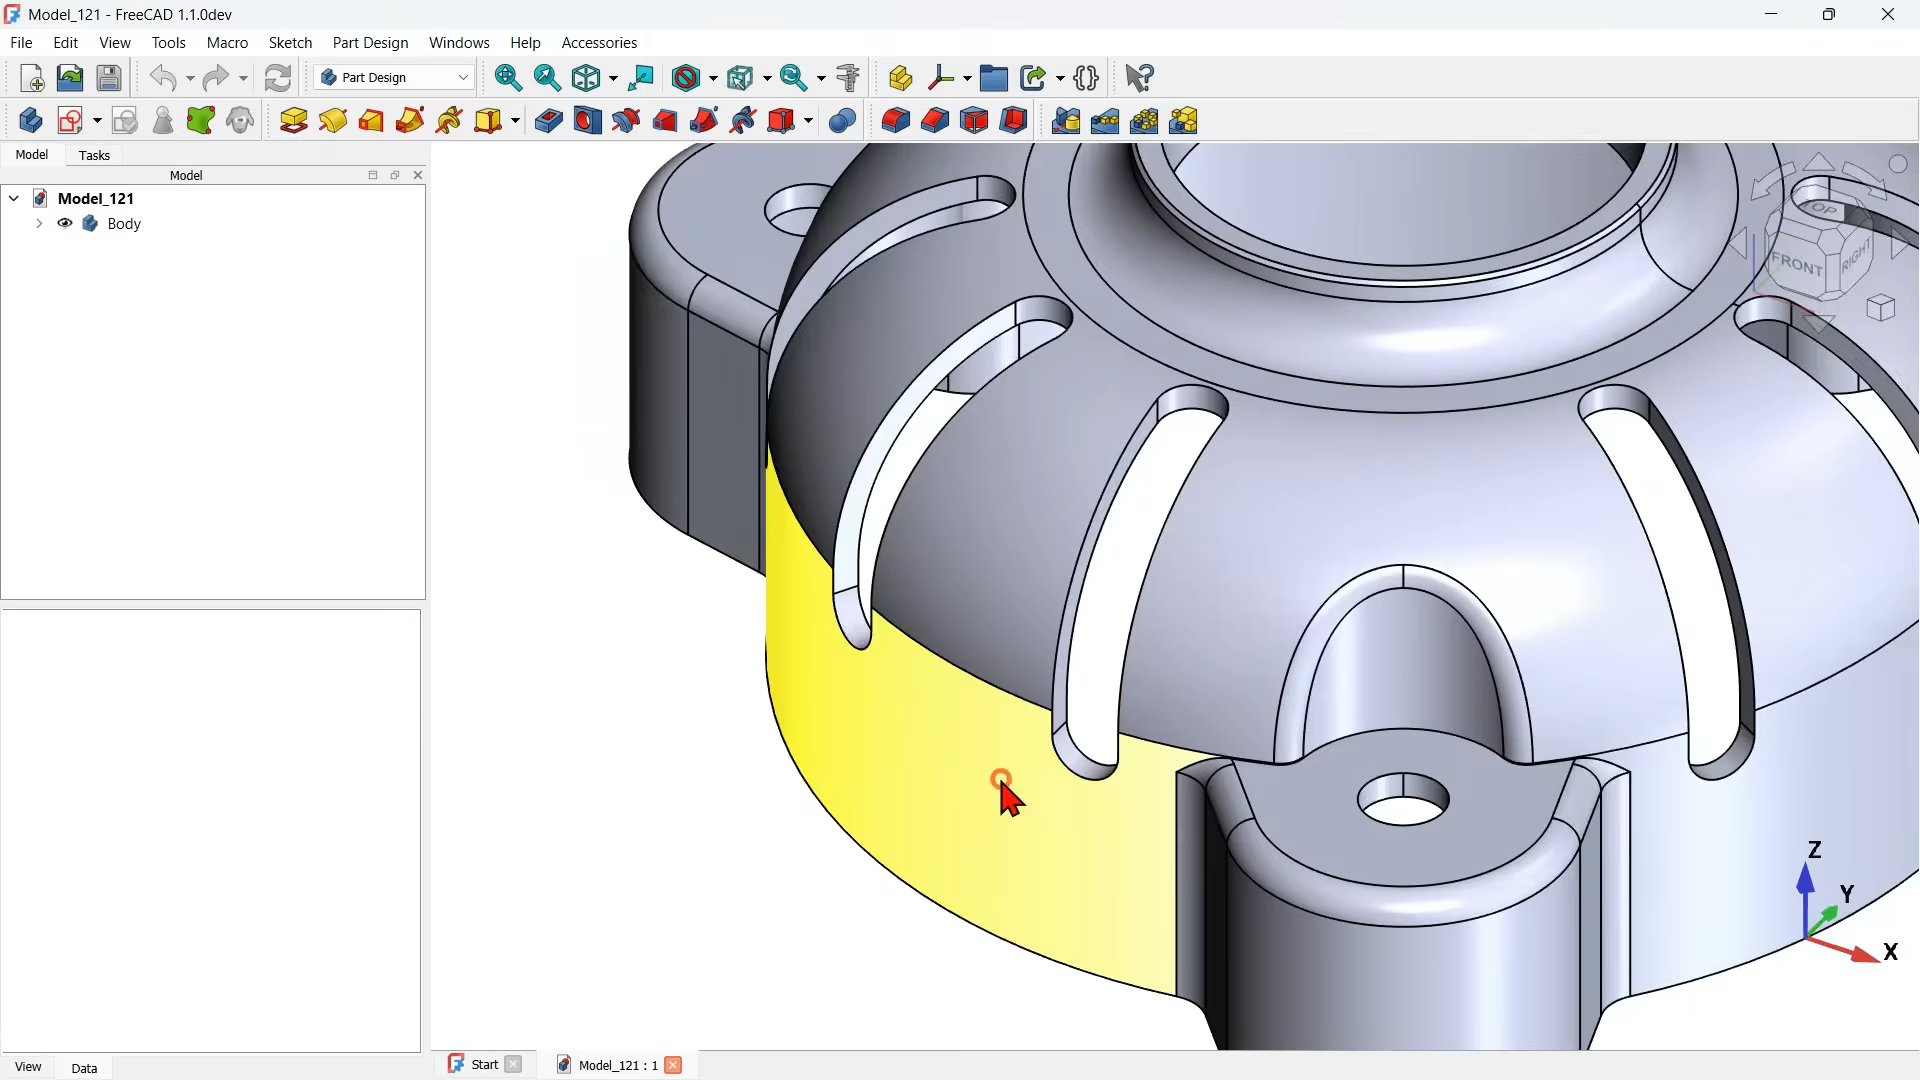 Model_121 - FreeCAD 1.1.0dev
File Edit View Tools Macro Sketch Part Design Windows Help Accessories
Part Design
Model Tasks
Model
Model_121
Body
TOP
FRONT
RIGHT
Z
Y
X
Start
Model_121 : 1
View Data